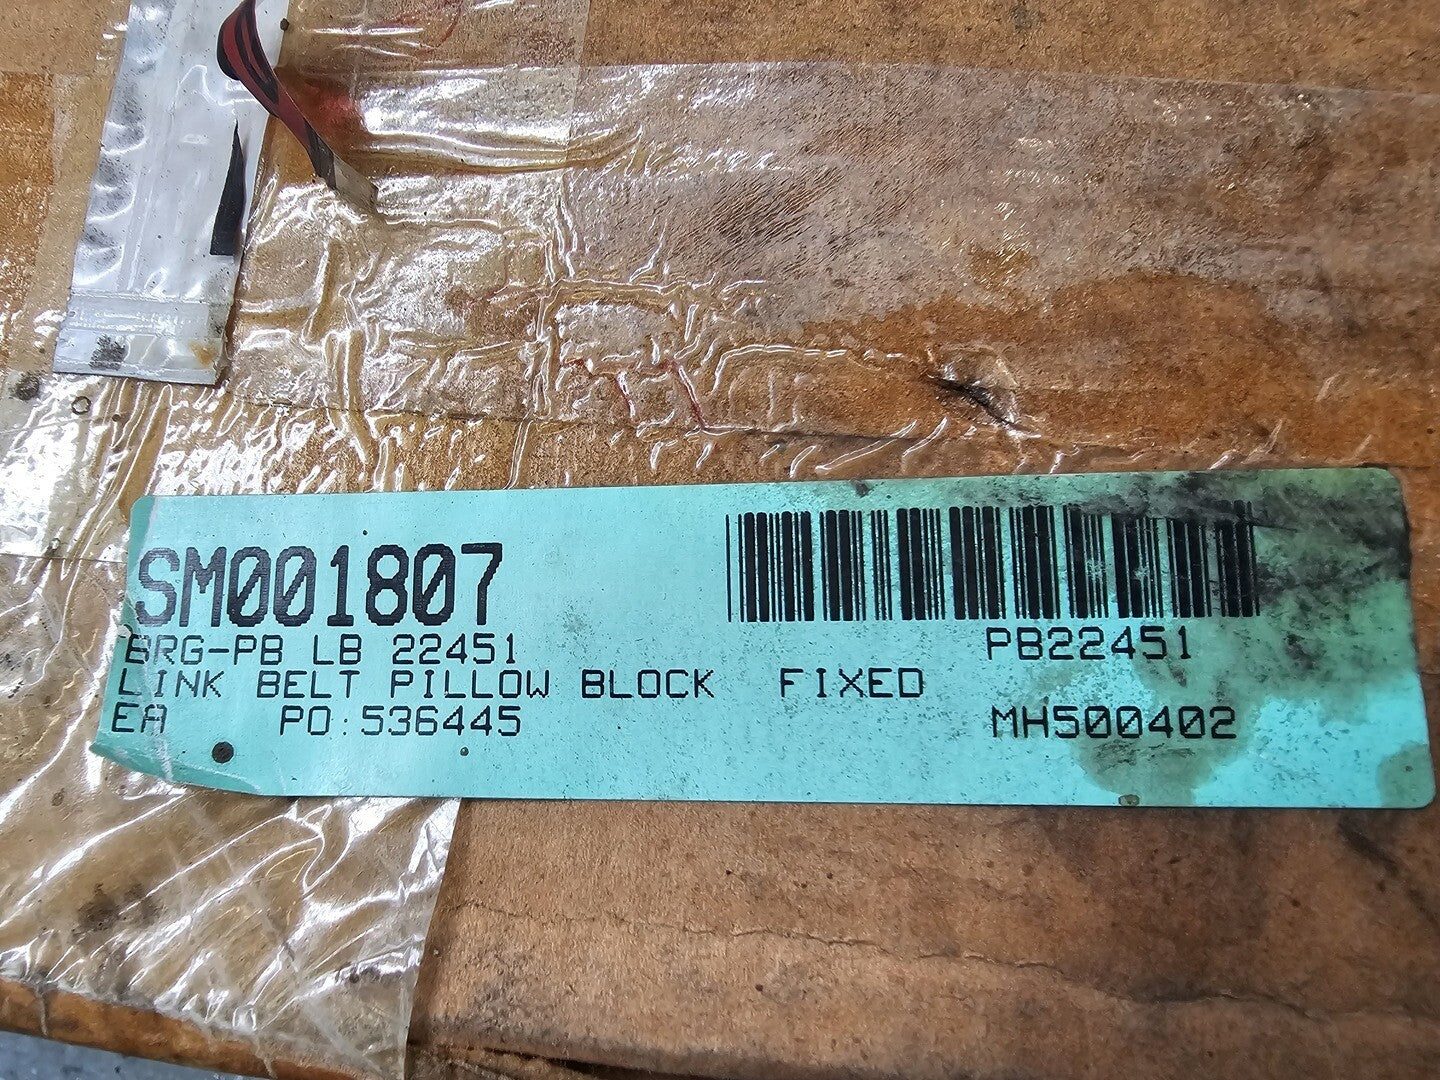 SM001807
BRG-PB LB 22451
PB22451
LINK BELT PILLOW BLOCK FIXED
EA PO:536445
MH500402